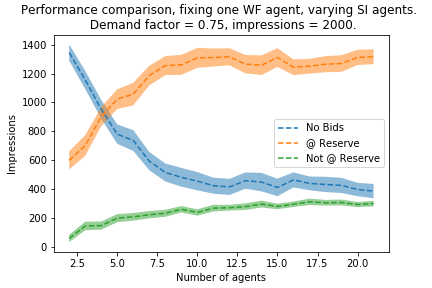 Performance comparison, fixing one WF agent, varying SI agents.
Demand factor = 0.75, impressions = 2000.
1400
1200
1000
800
600
400
200
0
Impressions
No Bids
@ Reserve
Not @ Reserve
2.5 5.0 7.5 10.0 12.5 15.0 17.5 20.0
Number of agents